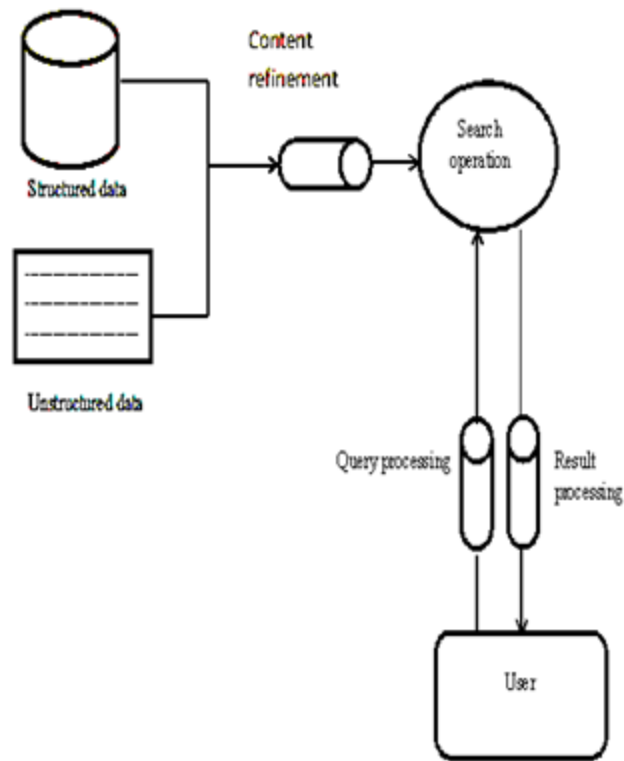 Content
refinement
Search
operation
Structured data
Unstructured data
Query processing
Result
processing
User